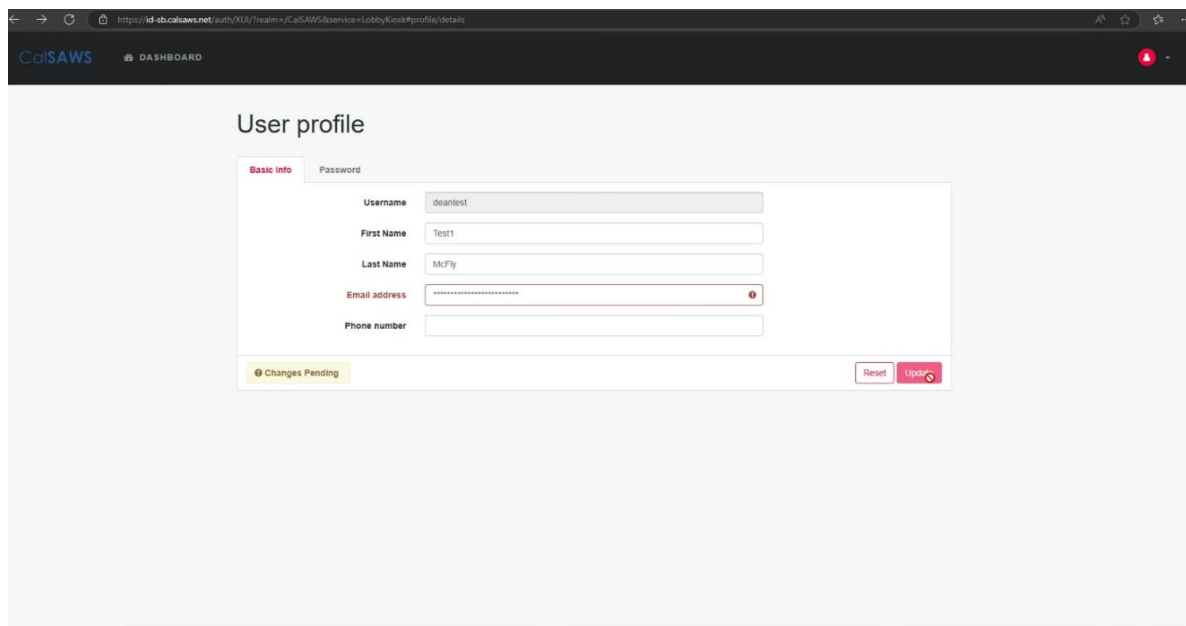 https://id-sb.calsaws.net/auth/XUI/?realm=/CalSAWS&service=LobbyKiosk#profile/details
CalSAWS DASHBOARD
User profile
Basic Info Password
Username deantest
First Name Test1
Last Name McFly
Email address *************************
Phone number
Changes Pending Reset Update